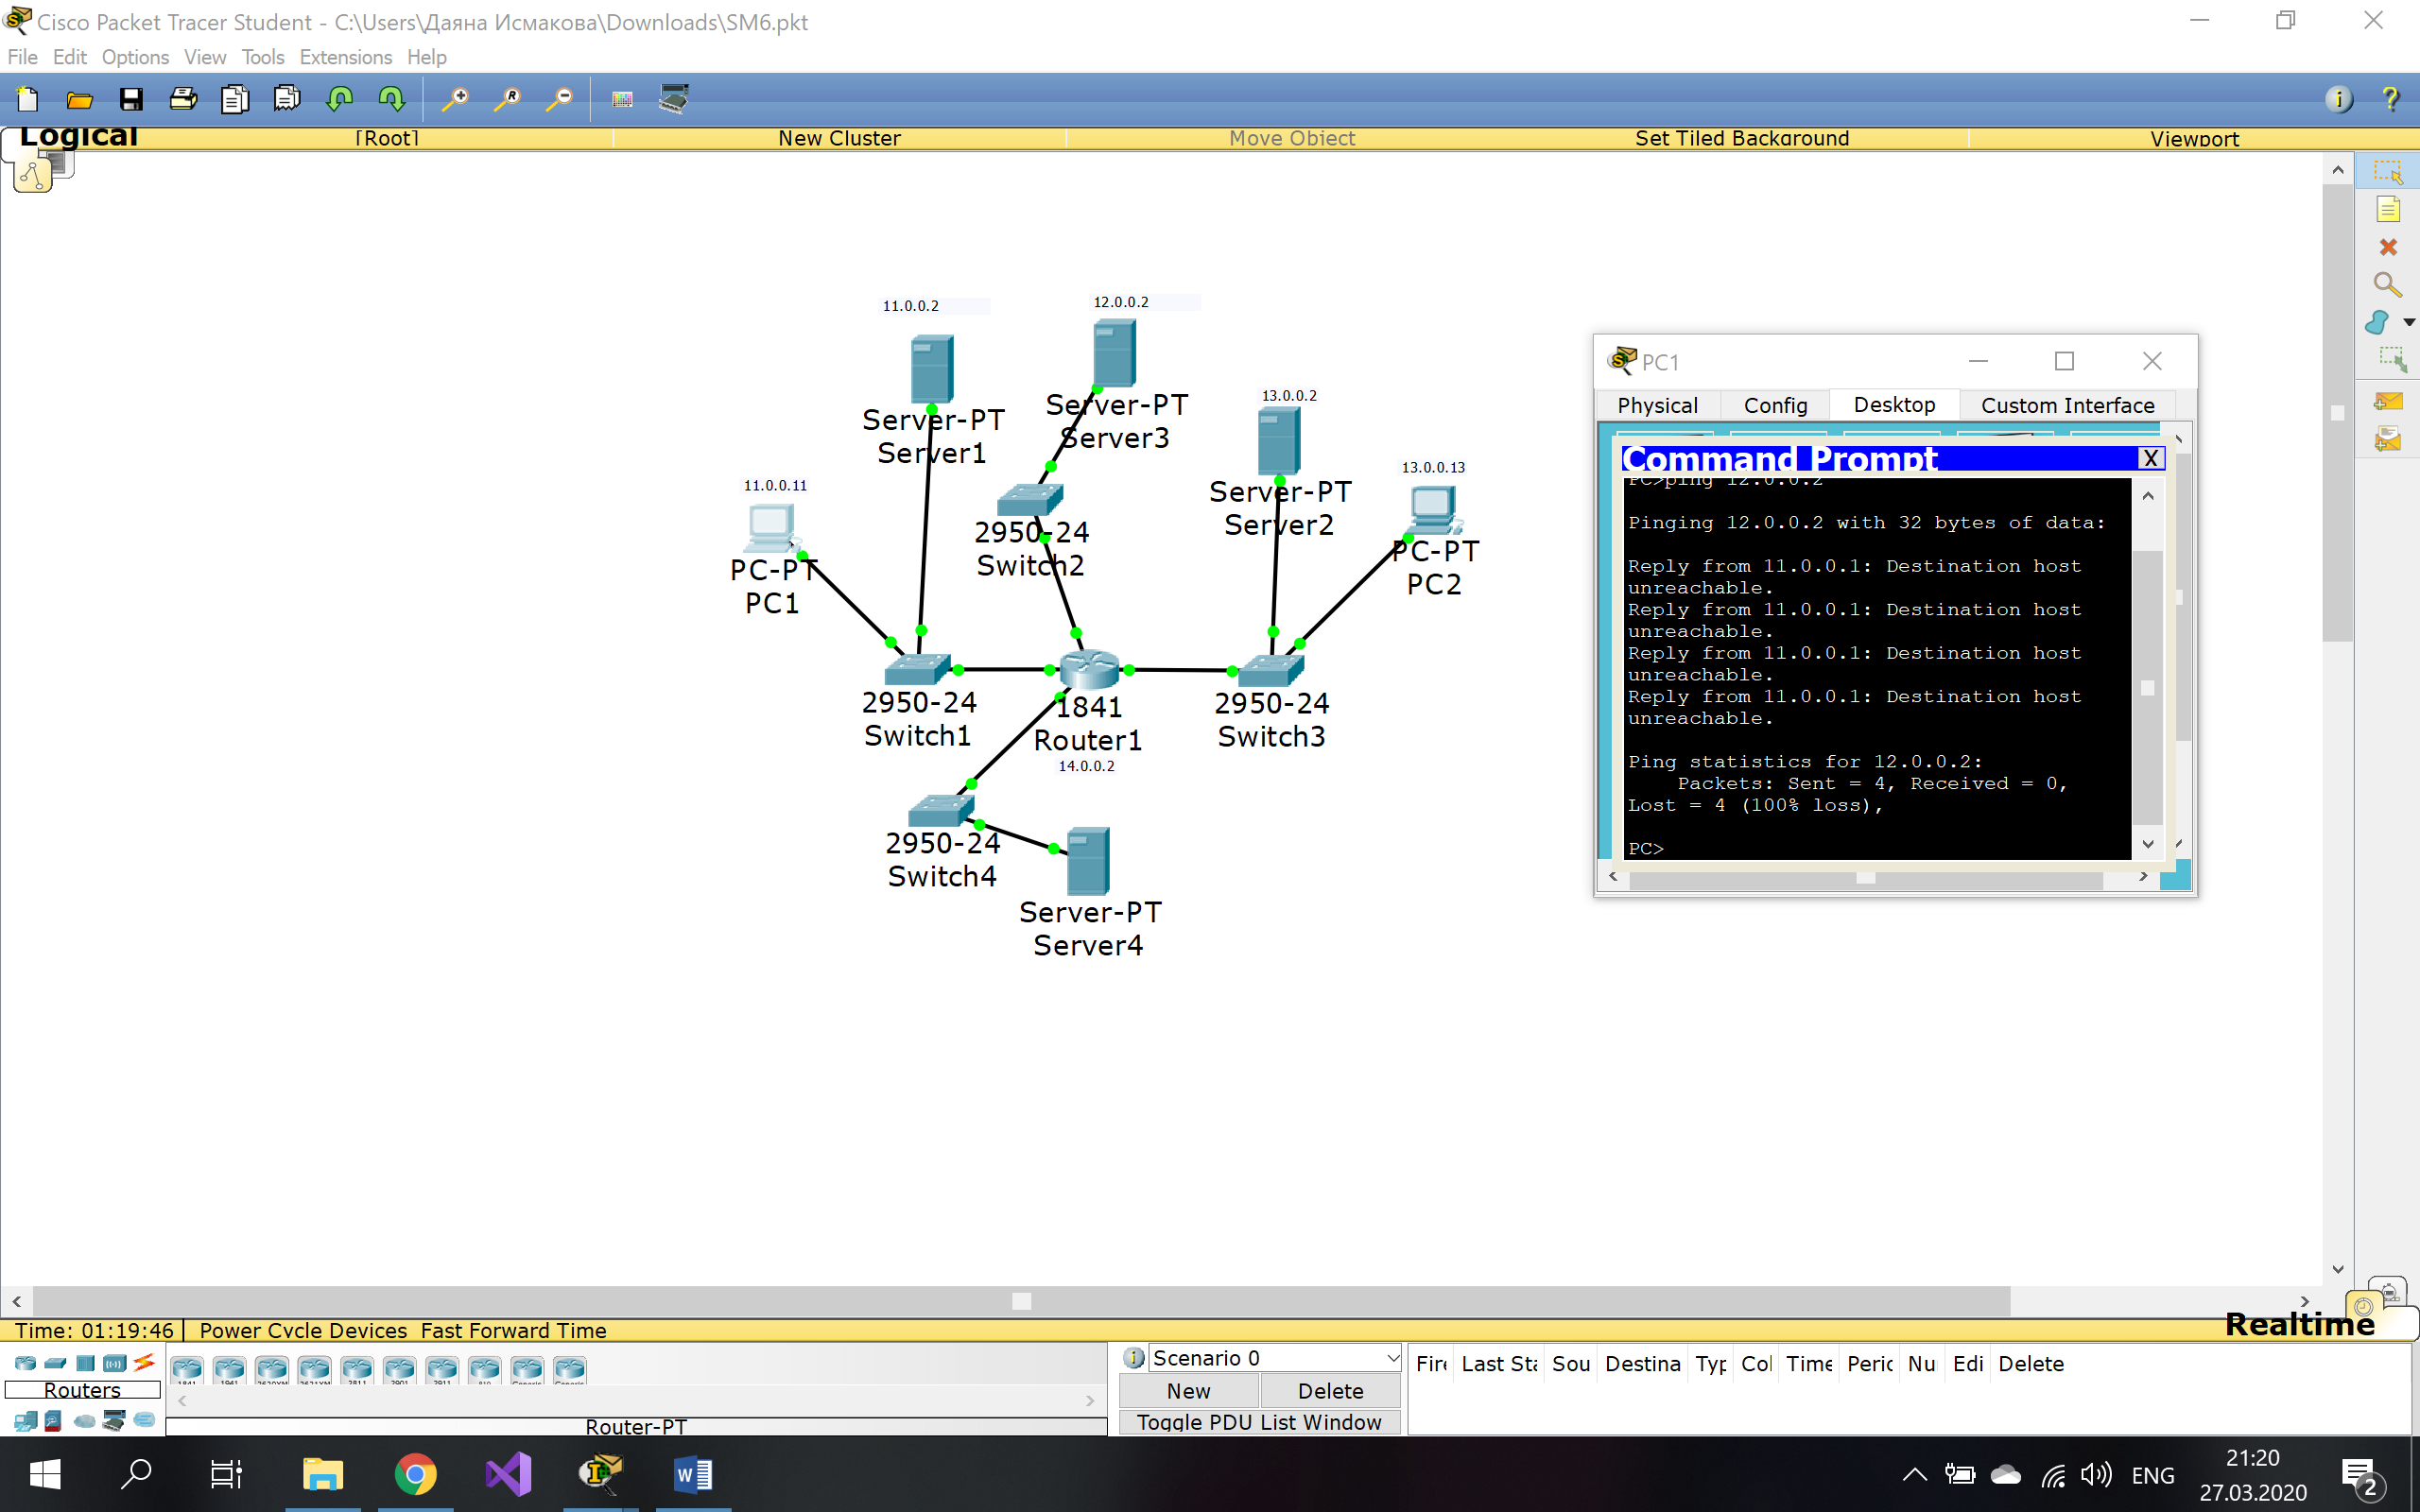 Cisco Packet Tracer Student - C:\Users\Даяна Исмакова\Downloads\SM6.pkt
File Edit Options View Tools Extensions Help
Logical [Root] New Cluster Move Object Set Tiled Background Viewport
11.0.0.2
12.0.0.2
Server-PT
Server1
Server-PT
Server3
13.0.0.2
Server-PT
Server2
13.0.0.13
PC-PT
PC2
11.0.0.11
PC-PT
PC1
2950-24
Switch2
2950-24
Switch1
1841
Router1
14.0.0.2
2950-24
Switch3
2950-24
Switch4
Server-PT
Server4
PC1
Physical Config Desktop Custom Interface
Command Prompt X
PC>ping 12.0.0.2
Pinging 12.0.0.2 with 32 bytes of data:
Reply from 11.0.0.1: Destination host
unreachable.
Reply from 11.0.0.1: Destination host
unreachable.
Reply from 11.0.0.1: Destination host
unreachable.
Reply from 11.0.0.1: Destination host
unreachable.
Ping statistics for 12.0.0.2:
Packets: Sent = 4, Received = 0,
Lost = 4 (100% loss),
PC>
Time: 01:19:46 Power Cycle Devices Fast Forward Time
Realtime
Routers
Router-PT
Scenario 0
New Delete
Toggle PDU List Window
Fire Last Sta Sou Destina Typ Col Time Peric Nu Edi Delete
ENG
21:20
27.03.2020
2